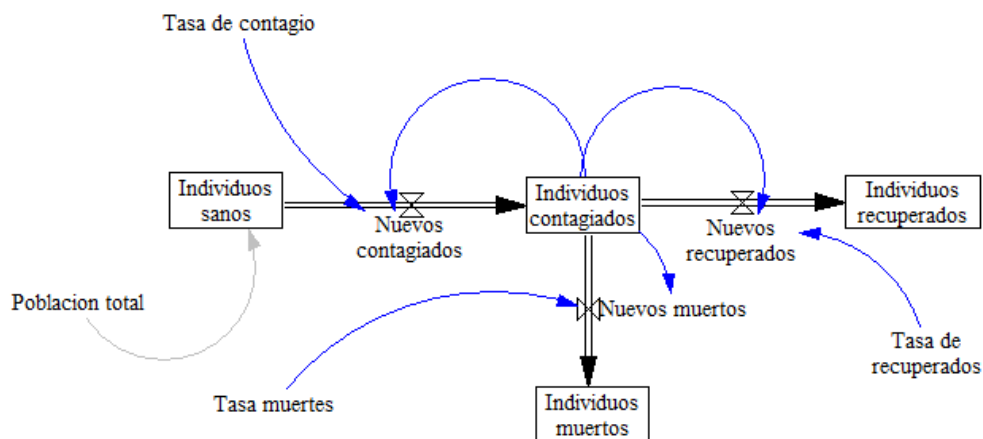 Tasa de contagio
Individuos
sanos
Nuevos
contagiados
Individuos
contagiados
Nuevos
recuperados
Individuos
recuperados
Poblacion total
Nuevos muertos
Tasa de
recuperados
Tasa muertes
Individuos
muertos